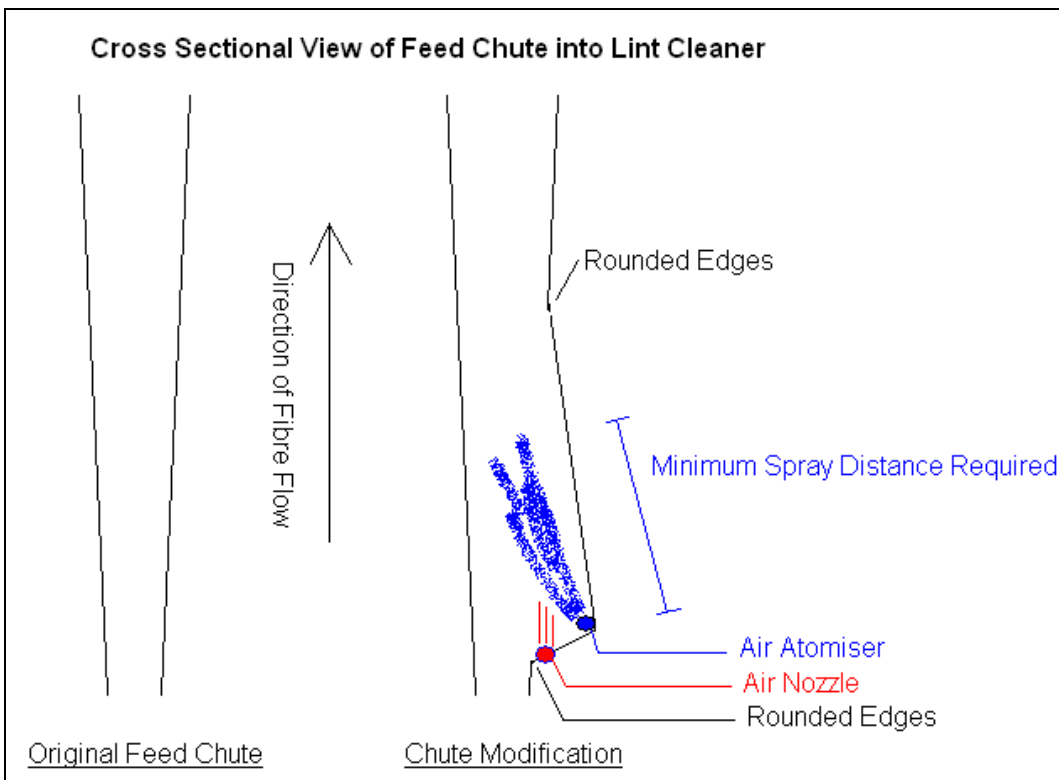 Cross Sectional View of Feed Chute into Lint Cleaner
Direction of Fibre Flow
Rounded Edges
Minimum Spray Distance Required
Air Atomiser
Air Nozzle
Rounded Edges
Original Feed Chute
Chute Modification